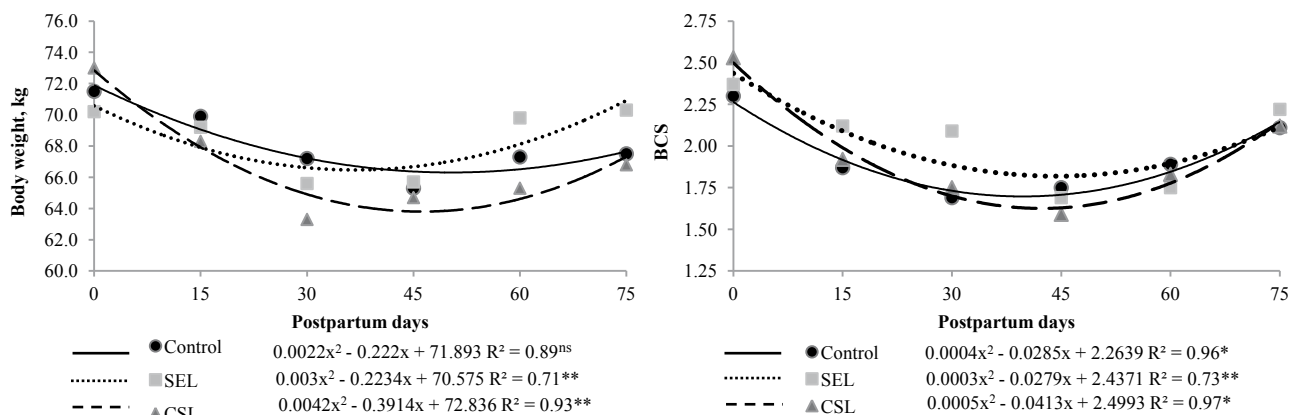 76.0
74.0
72.0
70.0
68.0
66.0
64.0
62.0
60.0
Body weight, kg
0 15 30 45 60 75
Postpartum days
Control 0.0022x² - 0.222x + 71.893 R² = 0.89ⁿˢ
SEL 0.003x² - 0.2234x + 70.575 R² = 0.71**
CSL 0.0042x² - 0.3914x + 72.836 R² = 0.93**
2.75
2.50
2.25
2.00
1.75
1.50
1.25
BCS
0 15 30 45 60 75
Postpartum days
Control 0.0004x² - 0.0285x + 2.2639 R² = 0.96*
SEL 0.0003x² - 0.0279x + 2.4371 R² = 0.73**
CSL 0.0005x² - 0.0413x + 2.4993 R² = 0.97*